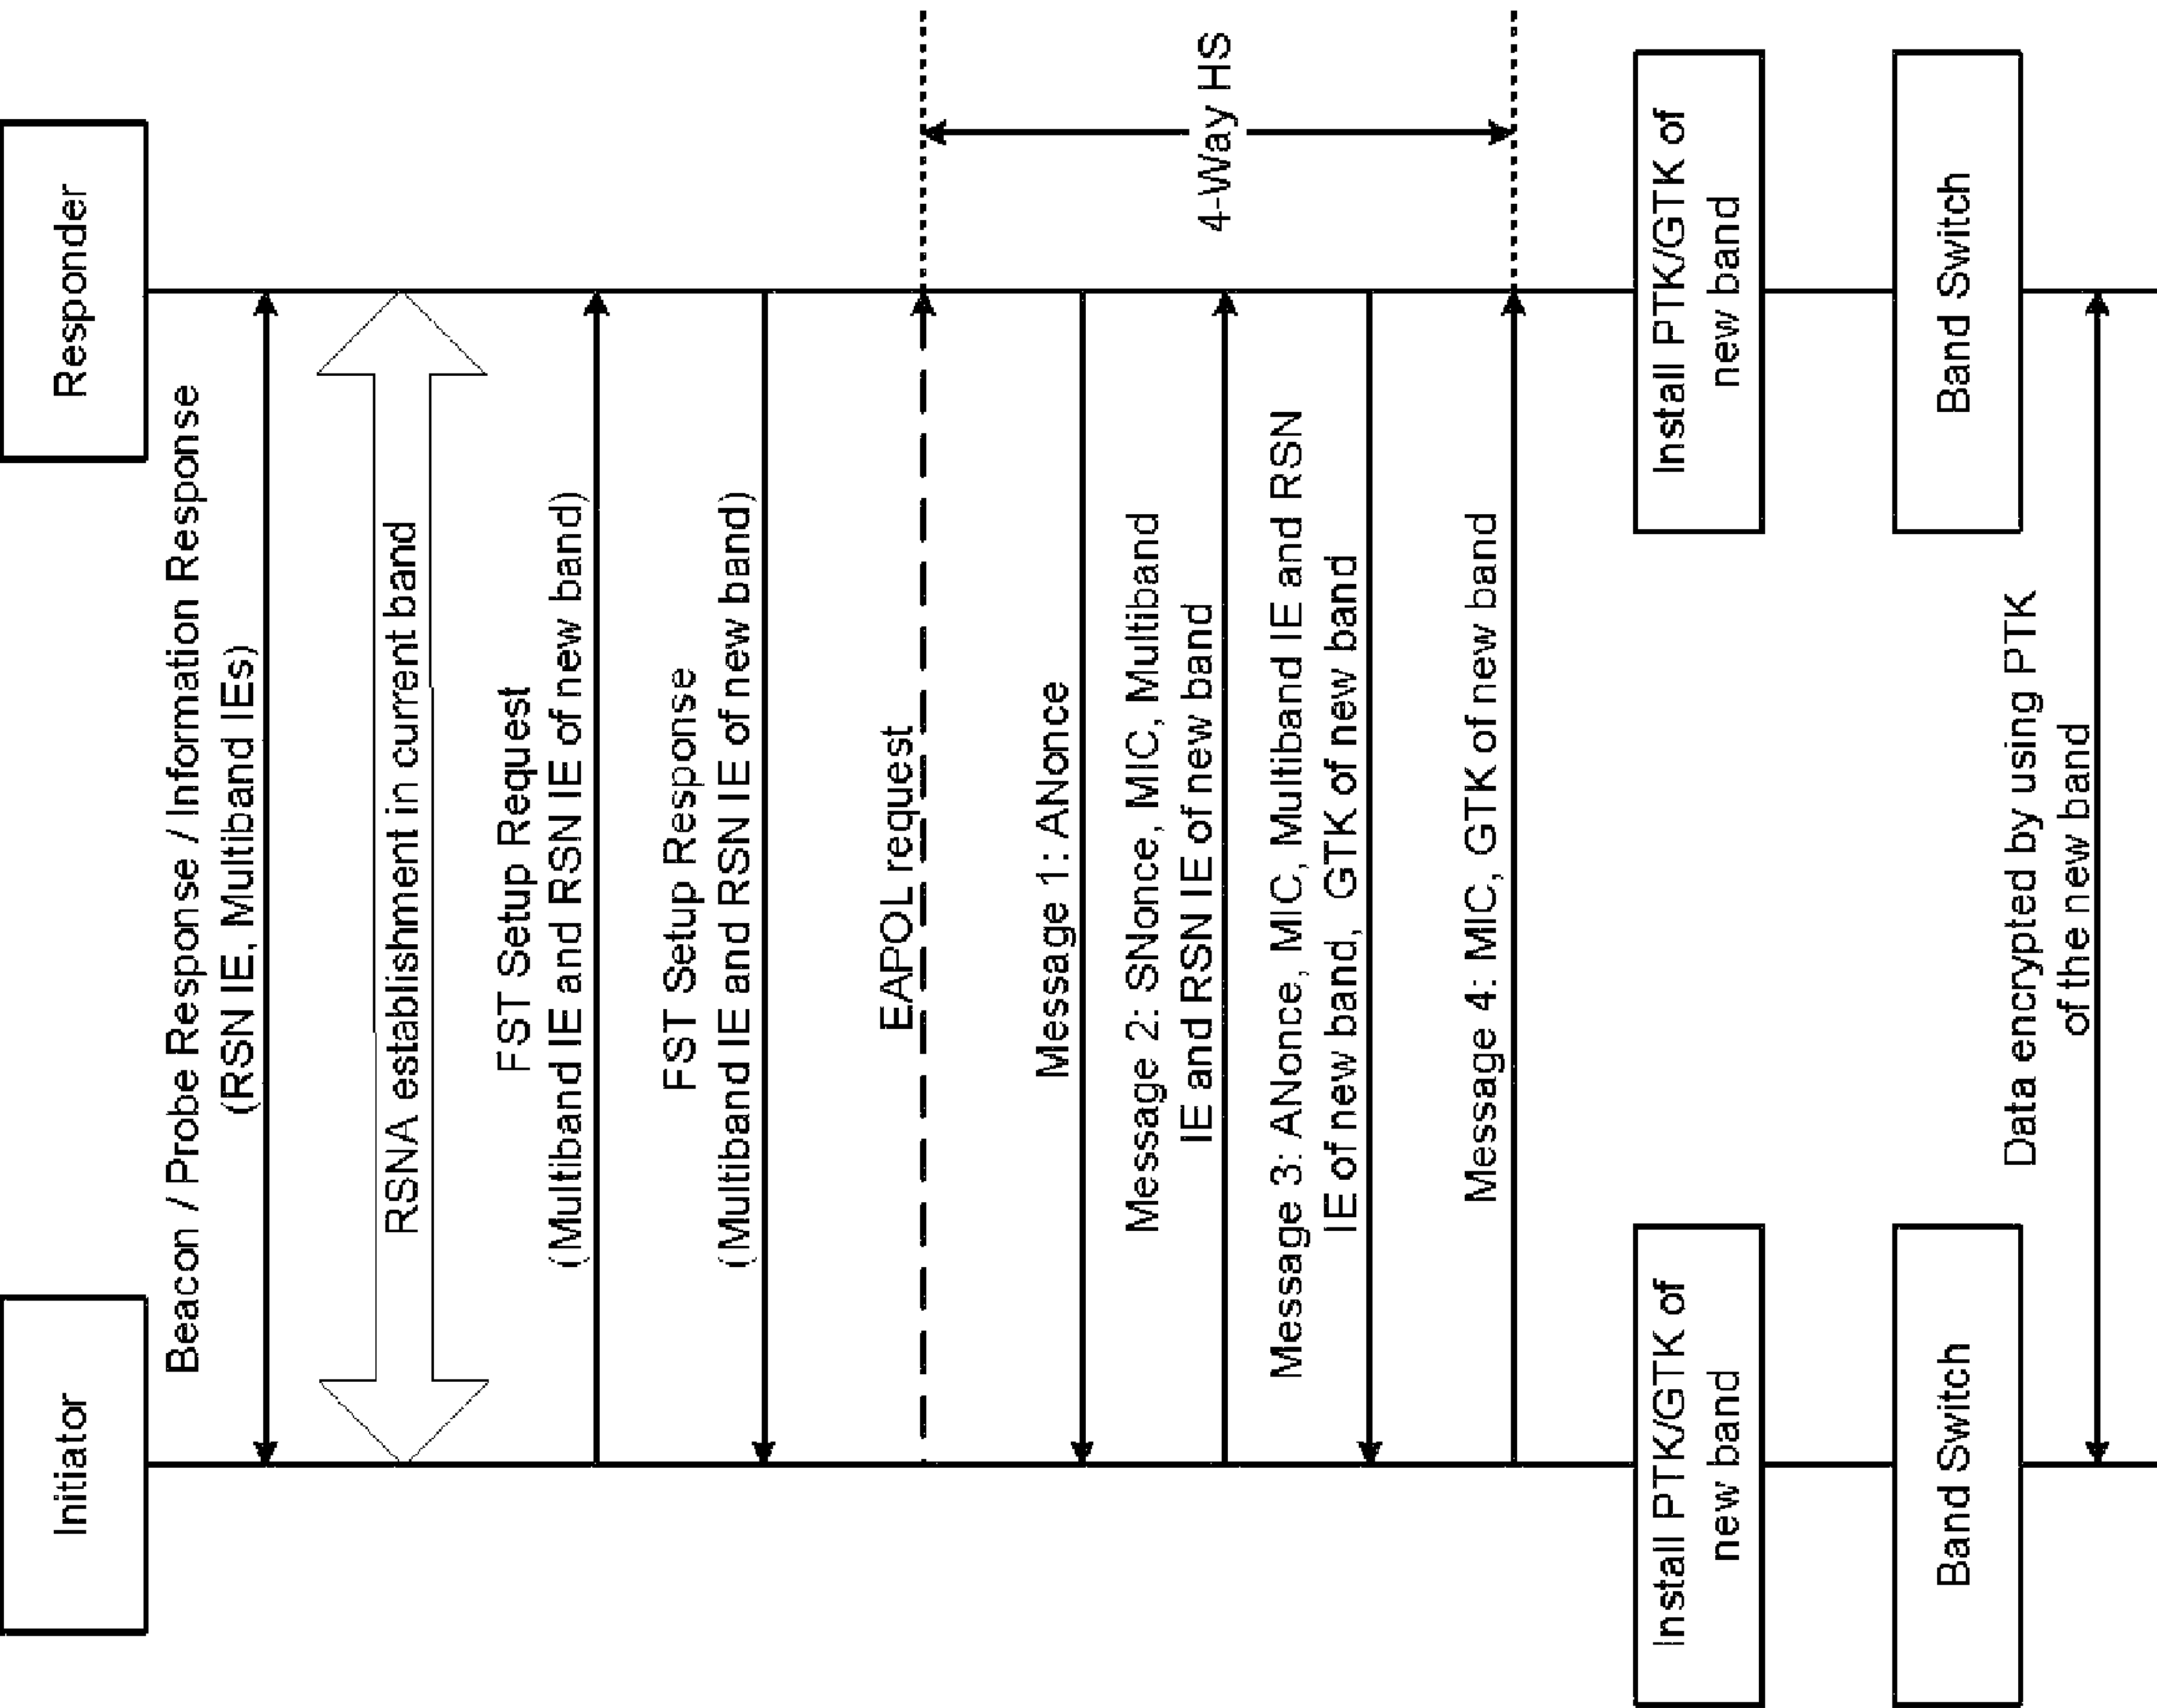 Initiator
Responder
Beacon / Probe Response / Information Response
(RSN IE, Multiband IEs)
RSNA establishment in current band
FST Setup Request
(Multiband IE and RSN IE of new band)
FST Setup Response
(Multiband IE and RSN IE of new band)
EAPOL request
Message 1: ANonce
Message 2: SNonce, MIC, Multiband
IE and RSN IE of new band
Message 3: ANonce, MIC, Multiband IE and RSN
IE of new band, GTK of new band
Message 4: MIC, GTK of new band
4-Way HS
Install PTK/GTK of
new band
Install PTK/GTK of
new band
Band Switch
Band Switch
Data encrypted by using PTK
of the new band